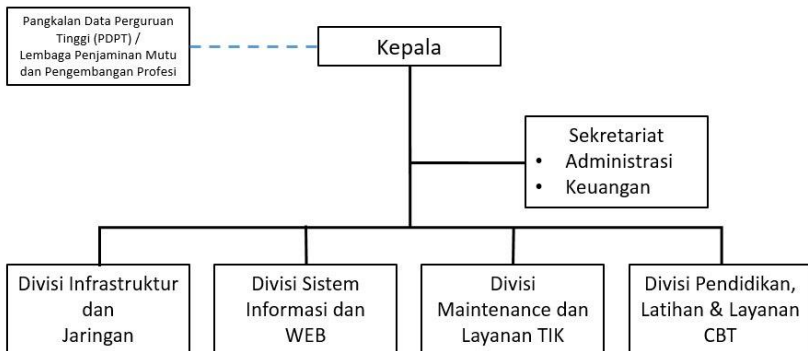 Pangkalan Data Perguruan
Tinggi (PDPT) /
Lembaga Penjaminan Mutu
dan Pengembangan Profesi
Kepala
Sekretariat
• Administrasi
• Keuangan
Divisi Infrastruktur
dan
Jaringan
Divisi Sistem
Informasi dan
WEB
Divisi
Maintenance dan
Layanan TIK
Divisi Pendidikan,
Latihan & Layanan
CBT